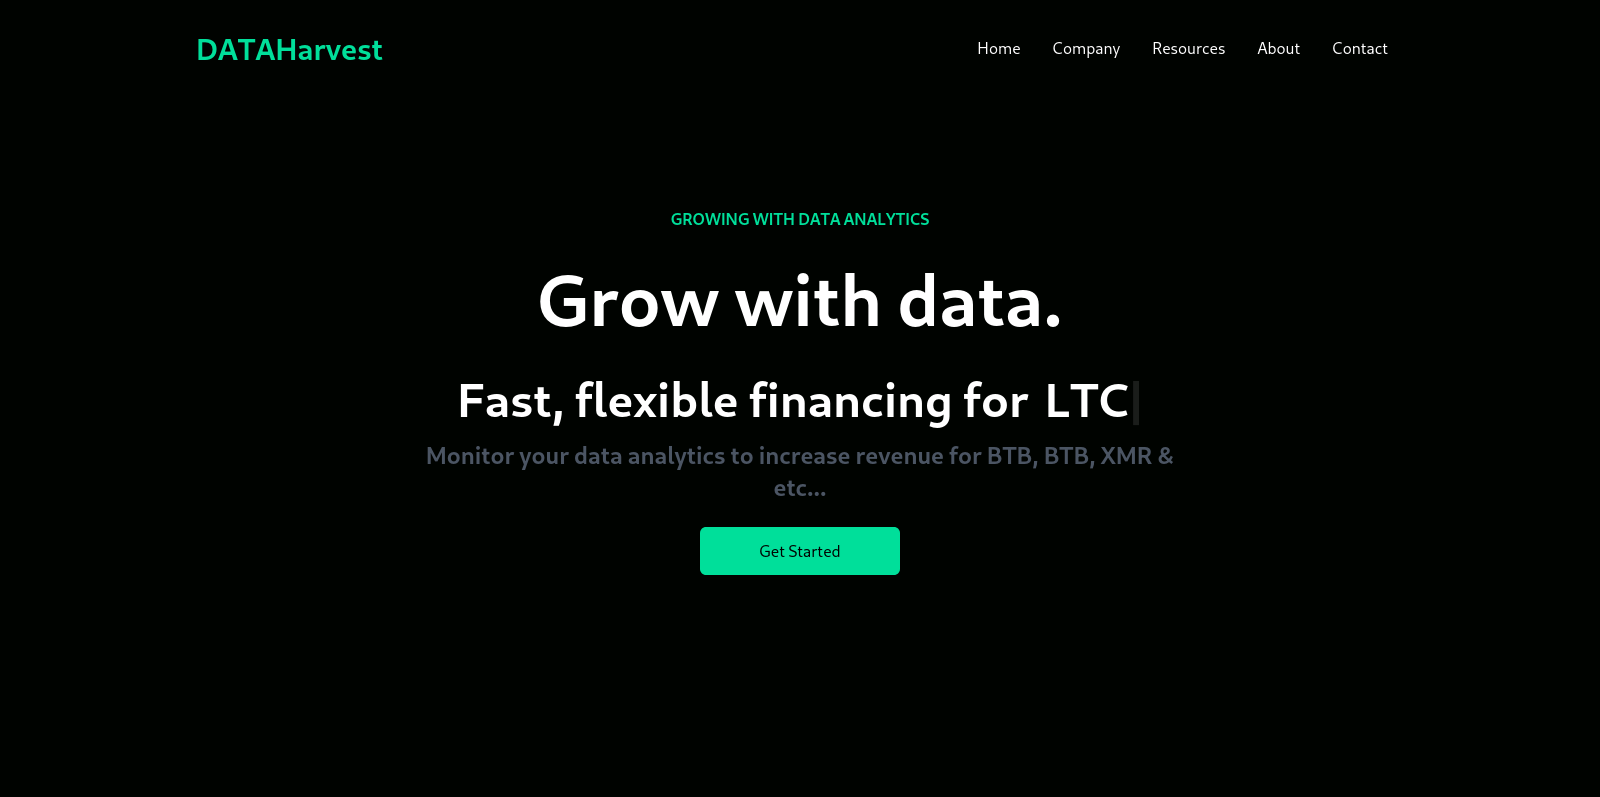 DATAHarvest
Home Company Resources About Contact
GROWING WITH DATA ANALYTICS
Grow with data.
Fast, flexible financing for LTC
Monitor your data analytics to increase revenue for BTB, BTB, XMR &
etc...
Get Started